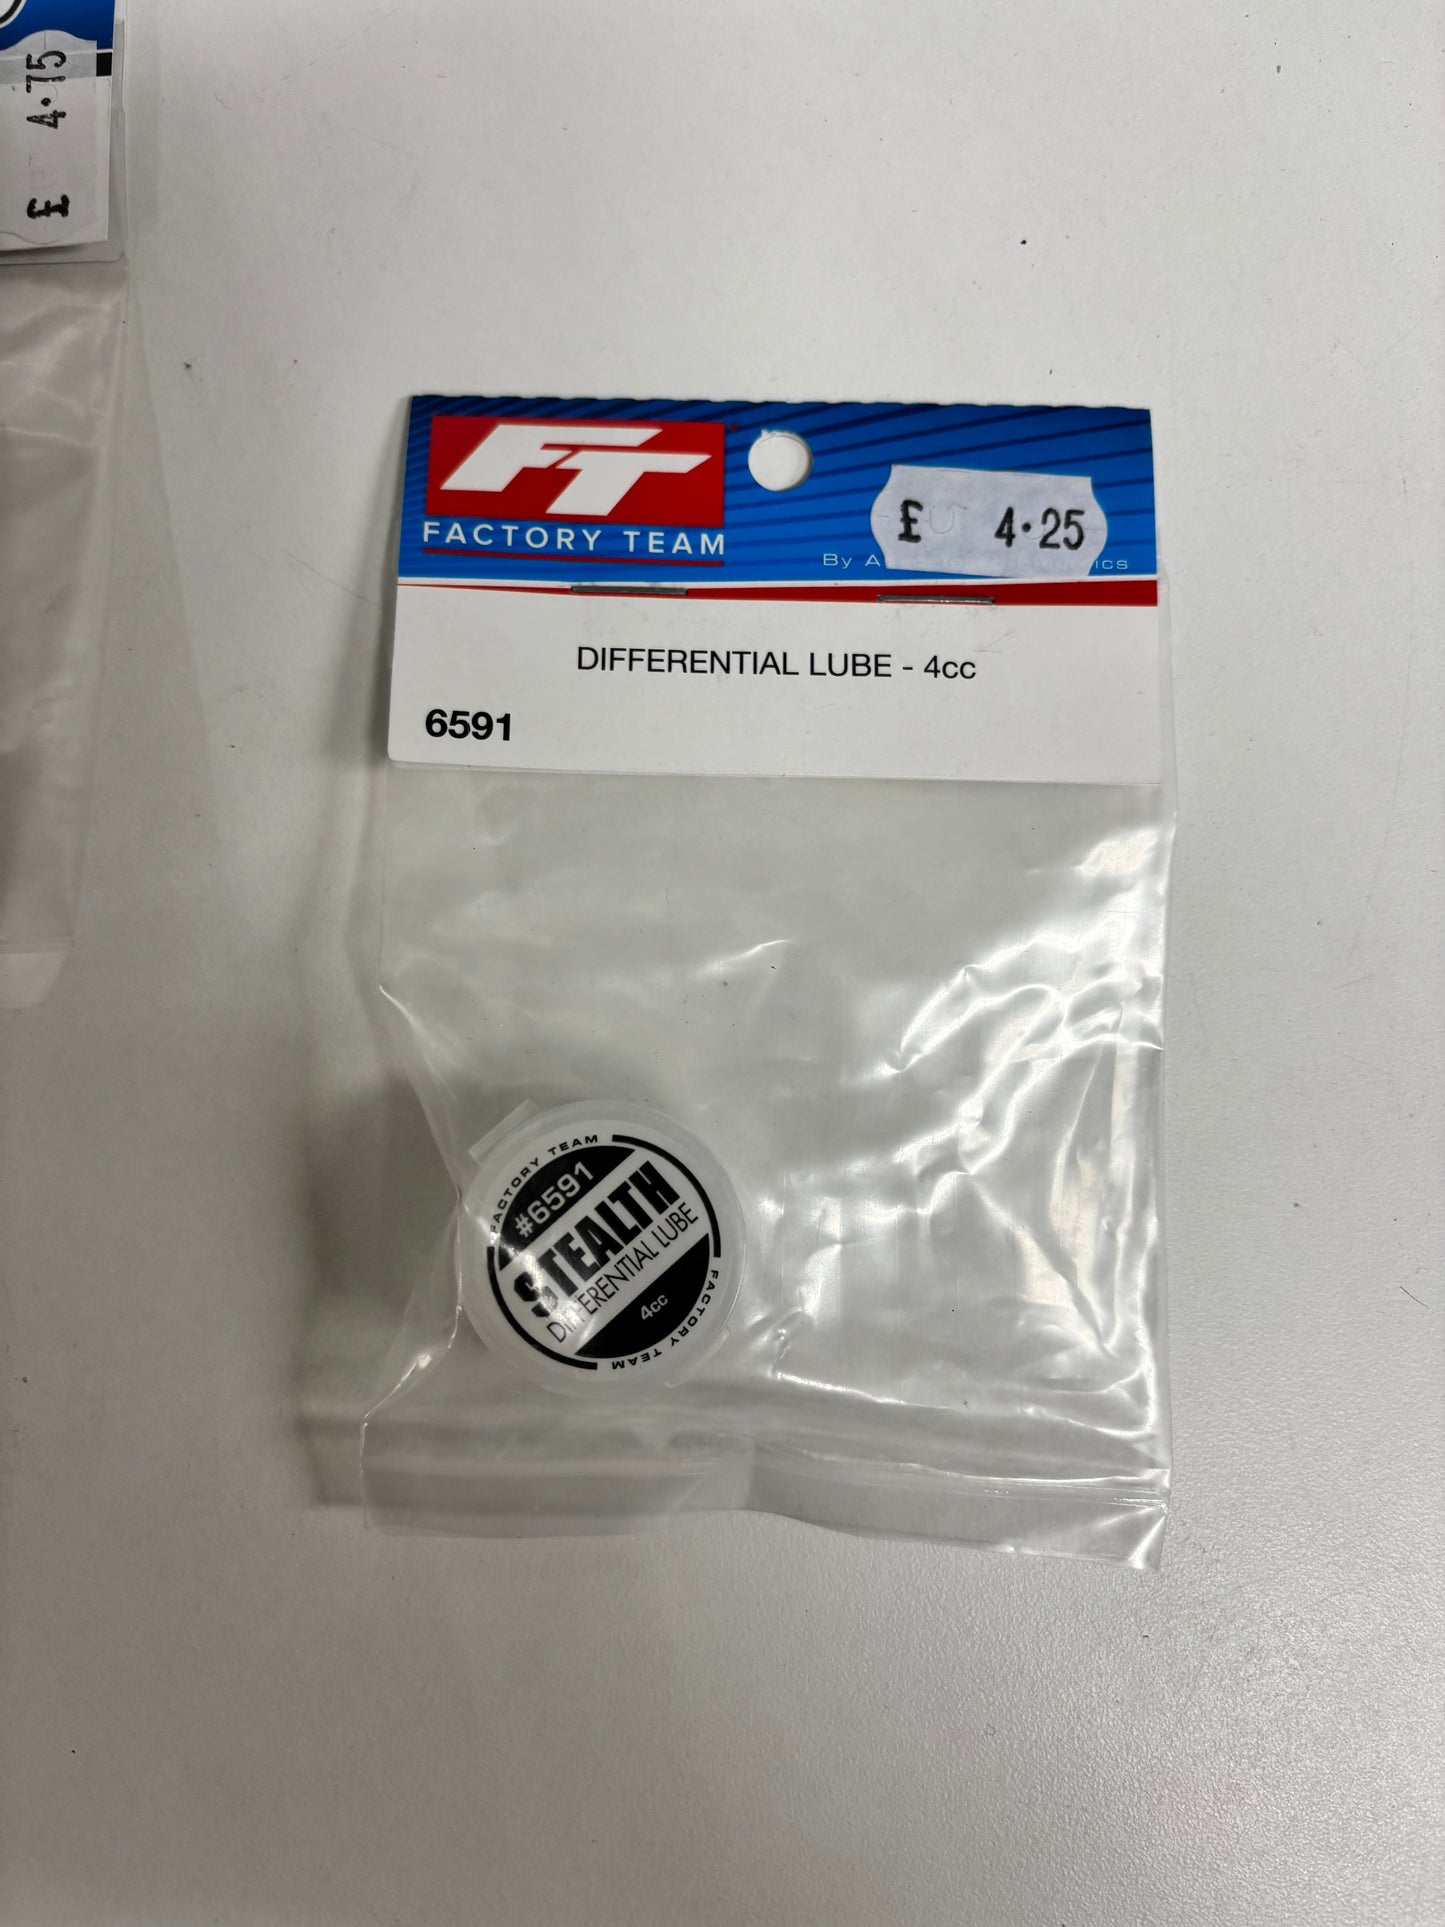 £ 4.75
FT
FACTORY TEAM
£ 4.25
By
DIFFERENTIAL LUBE - 4cc
6591
FACTORY TEAM
#6591
STEALTH
DIFFERENTIAL LUBE
4cc
FACTORY TEAM